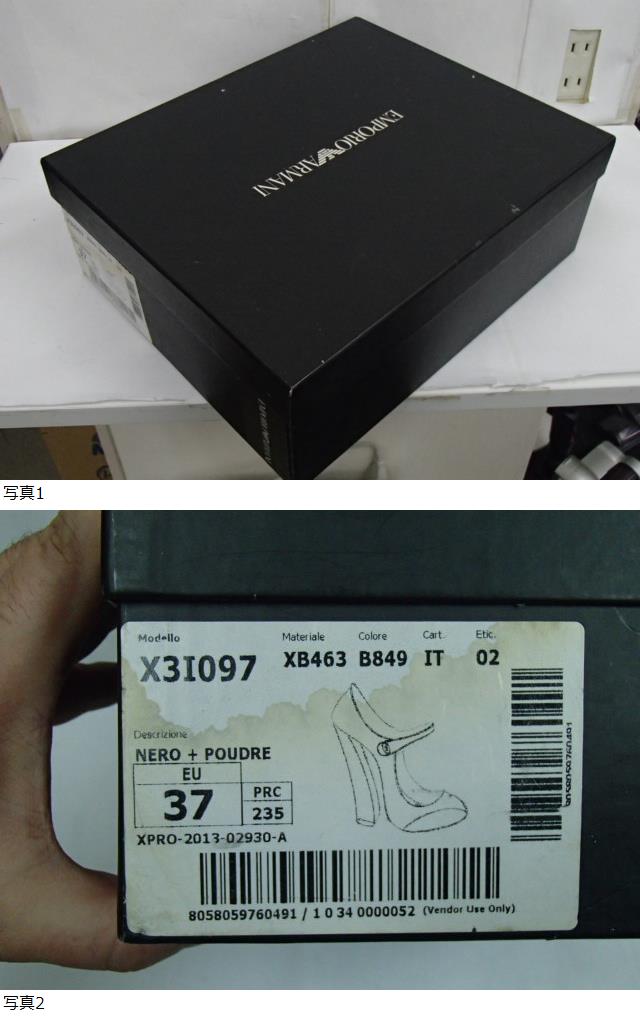 EMPORIO ARMANI
写真1
Modello
Materiale
Colore
Cart.
Etic.
X3I097
XB463
B849
IT
02
Descrizione
NERO + POUDRE
EU
37
PRC
235
XPRO-2013-02930-A
8058059760491
8058059760491 / 1 0 34 0000052 (Vendor Use Only)
写真2